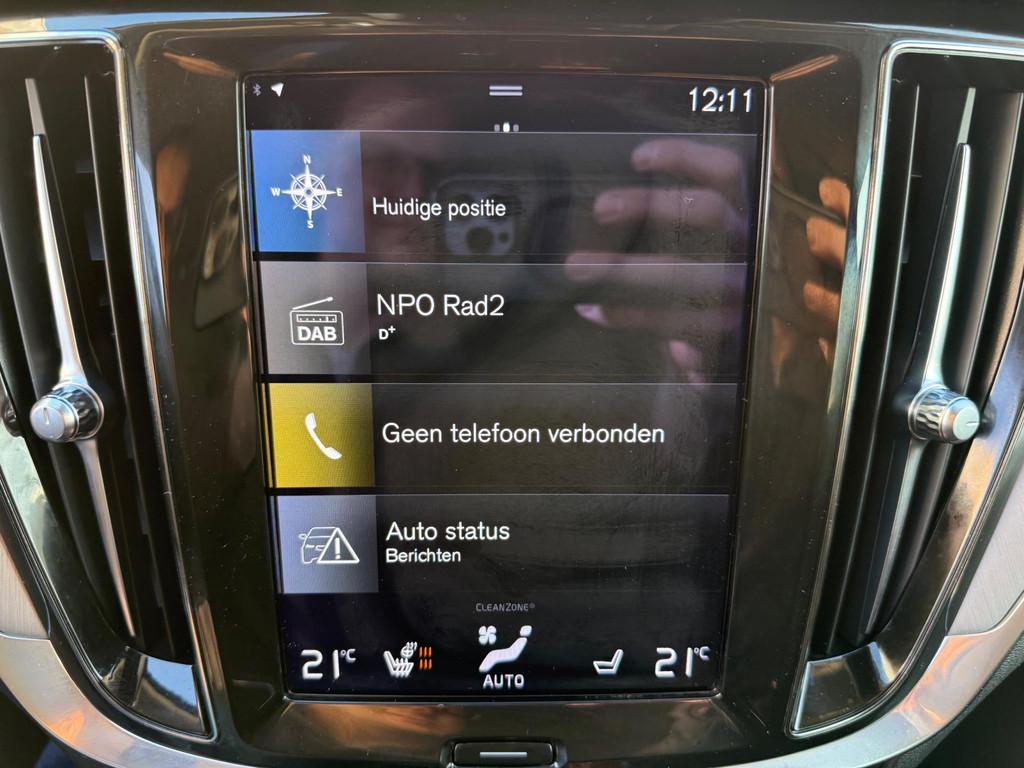 12:11
N
W E
S
Huidige positie
DAB
NPO Rad2
D+
Geen telefoon verbonden
Auto status
Berichten
CLEANZONE®
21°C
AUTO
21°C